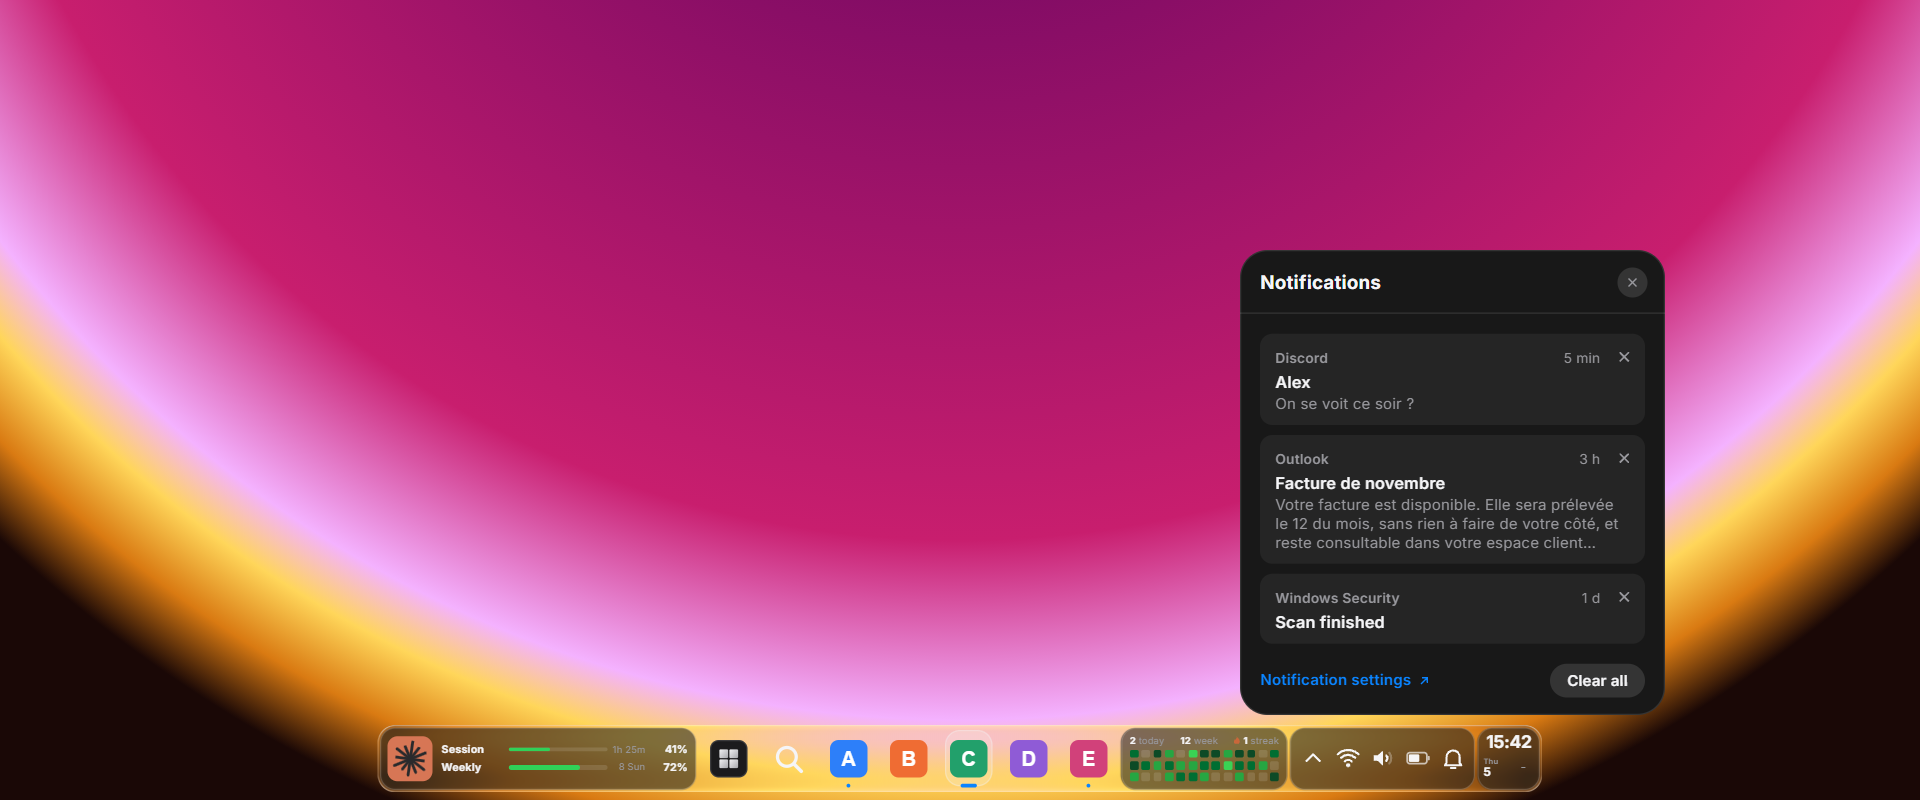 Notifications
Discord 5 min
Alex
On se voit ce soir ?
Outlook 3 h
Facture de novembre
Votre facture est disponible. Elle sera prélevée
le 12 du mois, sans rien à faire de votre côté, et
reste consultable dans votre espace client...
Windows Security 1 d
Scan finished
Notification settings
Clear all
Session 1h 25m 41%
Weekly 8 Sun 72%
A B C D E
2 today 12 week 1 streak
15:42
Thu
5